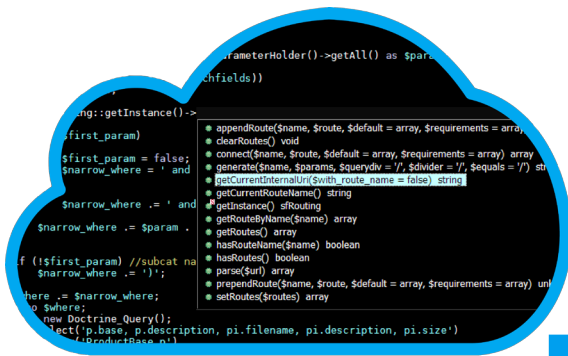 arameterHolder()->getAll() as $para
chfields))
ng::getInstance()->
first_param)
$first_param = false;
$narrow_where = ' and
$narrow_where .= ' and
$narrow_where .= $param .
f (!$first_param) //subcat na
$narrow_where .= ')';
here .= $narrow_where;
o $where;
new Doctrine_Query();
lect('p.base, p.description, pi.filename, pi.description, pi.size')
('ProductBase p')
appendRoute($name, $route, $default = array, $requirements = array
clearRoutes() void
connect($name, $route, $default = array, $requirements = array) array
generate($name, $params, $querydiv = '/', $divider = '/', $equals = '/') str
getCurrentInternalUri($with_route_name = false) string
getCurrentRouteName() string
getInstance() sfRouting
getRouteByName($name) array
getRoutes() array
hasRouteName($name) boolean
hasRoutes() boolean
parse($url) array
prependRoute($name, $route, $default = array, $requirements = array) unk
setRoutes($routes) array